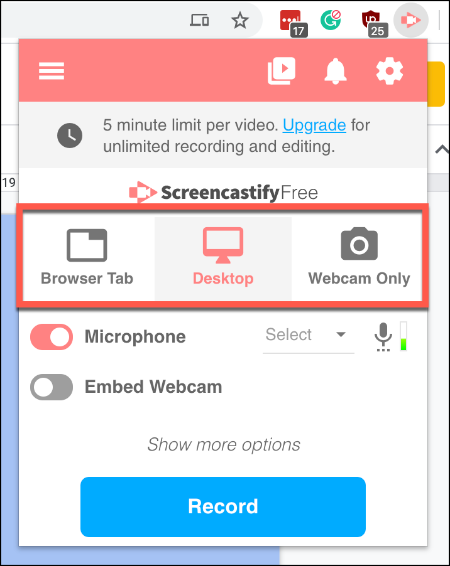 17
25
5 minute limit per video. Upgrade for
unlimited recording and editing.
19
ScreencastifyFree
Browser Tab
Desktop
Webcam Only
Microphone
Select
Embed Webcam
Show more options
Record